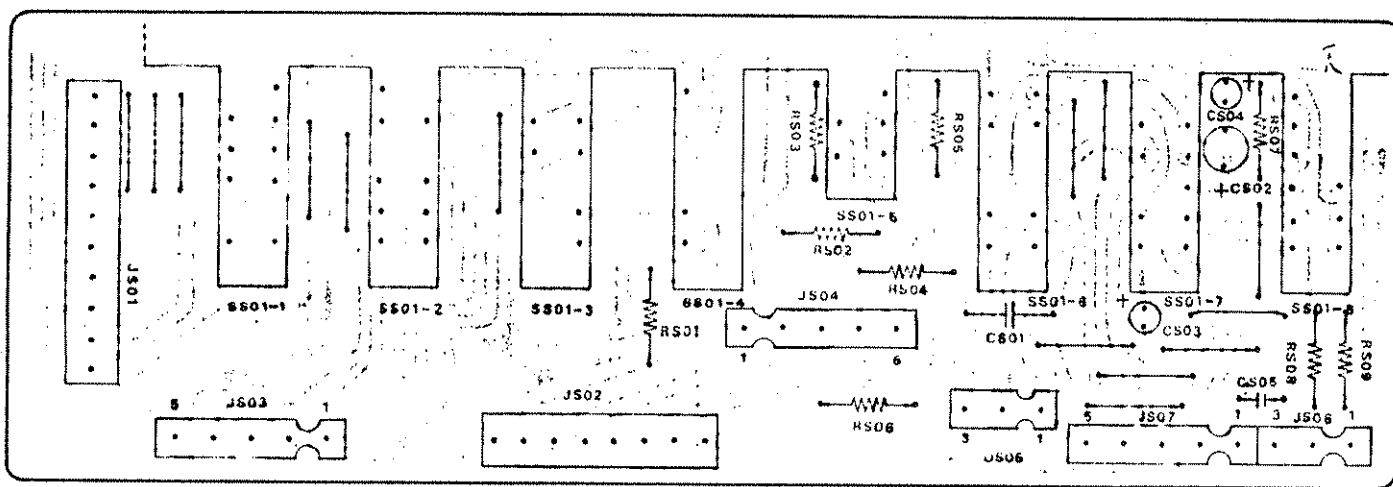 +
CS04
RS03
RS05
RS07
CS02
+
SS01-5
RS02
JS01
RS04
SS01-1
SS01-2
SS01-3
SS01-4
JS04
SS01-6
SS01-7
SS01-8
+
RS01
CS01
CS03
1
6
RS08
RS09
5
JS03
1
JS02
RS06
CS05
3
1
5
JS07
1
3
JS08
1